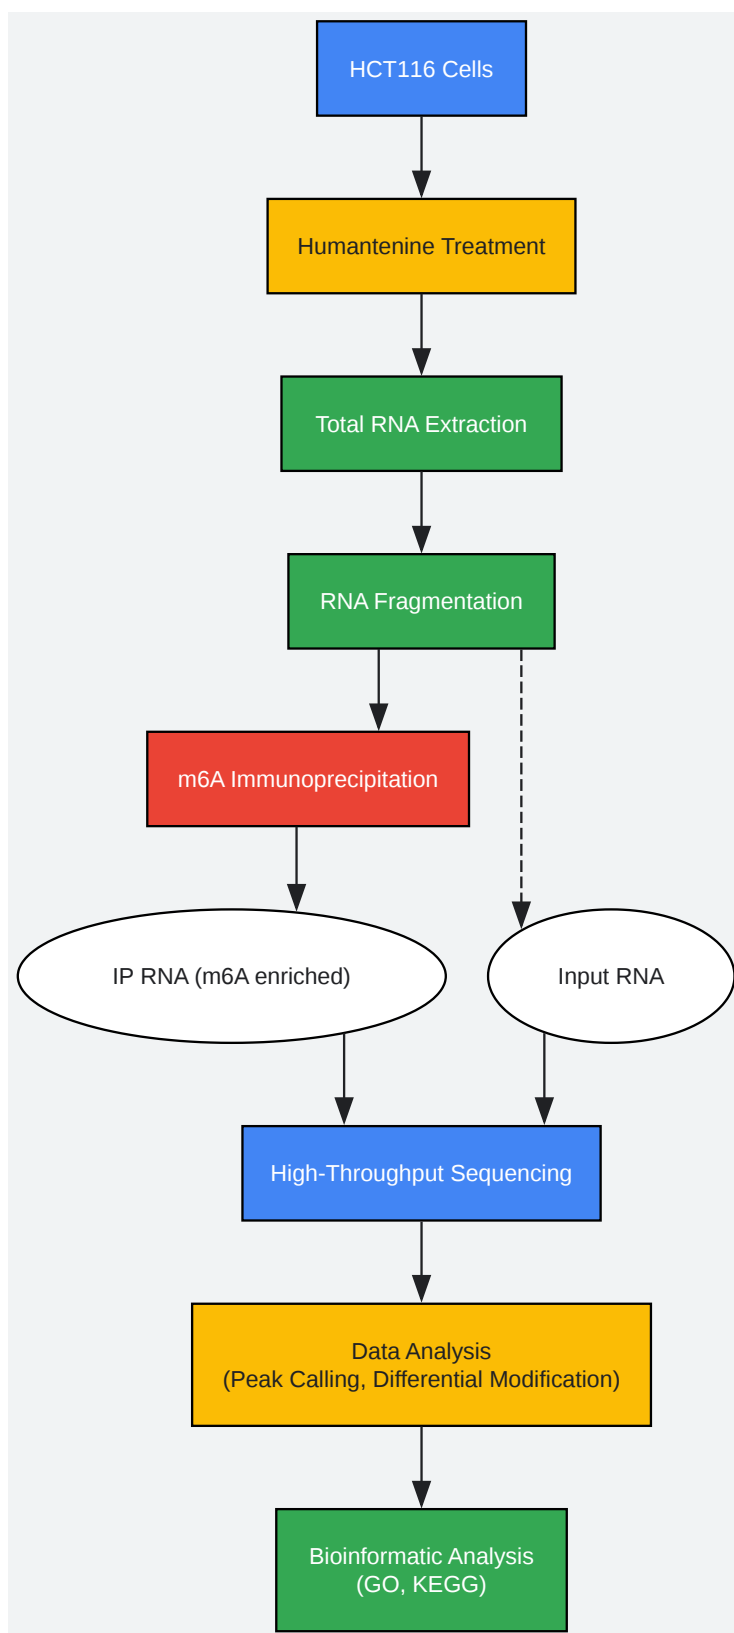 HCT116 Cells
Humantenine Treatment
Total RNA Extraction
RNA Fragmentation
m6A Immunoprecipitation
IP RNA (m6A enriched)
Input RNA
High-Throughput Sequencing
Data Analysis
(Peak Calling, Differential Modification)
Bioinformatic Analysis
(GO, KEGG)